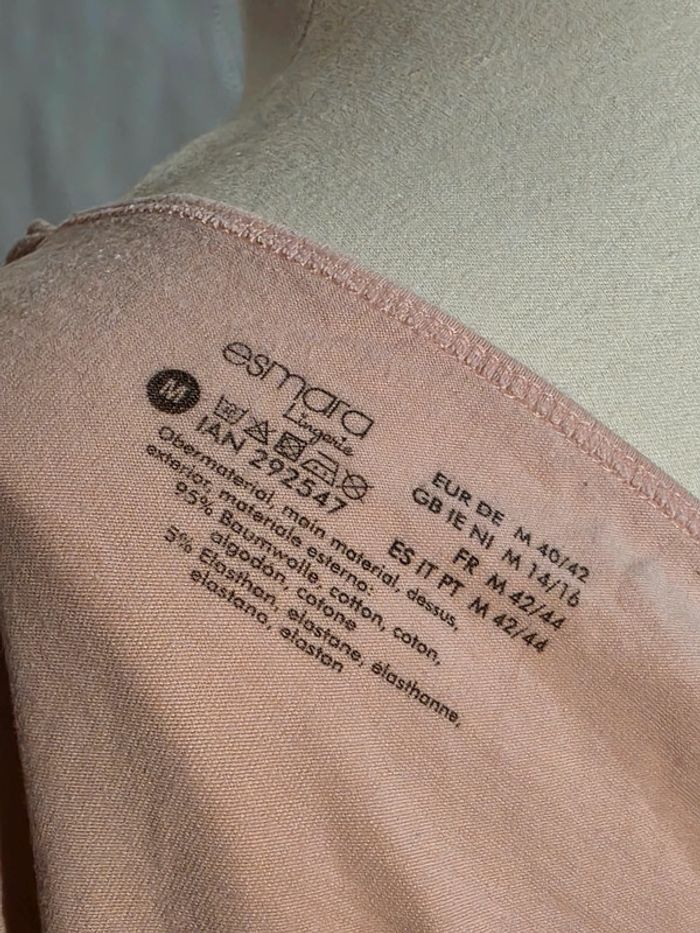 esmara
Lingerie
M
IAN 292547
Obermaterial, main material, dessus,
exterior, materiale esterno:
95% Baumwolle, cotton, coton,
algodón, cotone
5% Elasthan, elastane, élasthanne,
elastano, elastan
EUR DE M 40/42
GB IE NI M 14/16
FR M 42/44
ES IT PT M 42/44